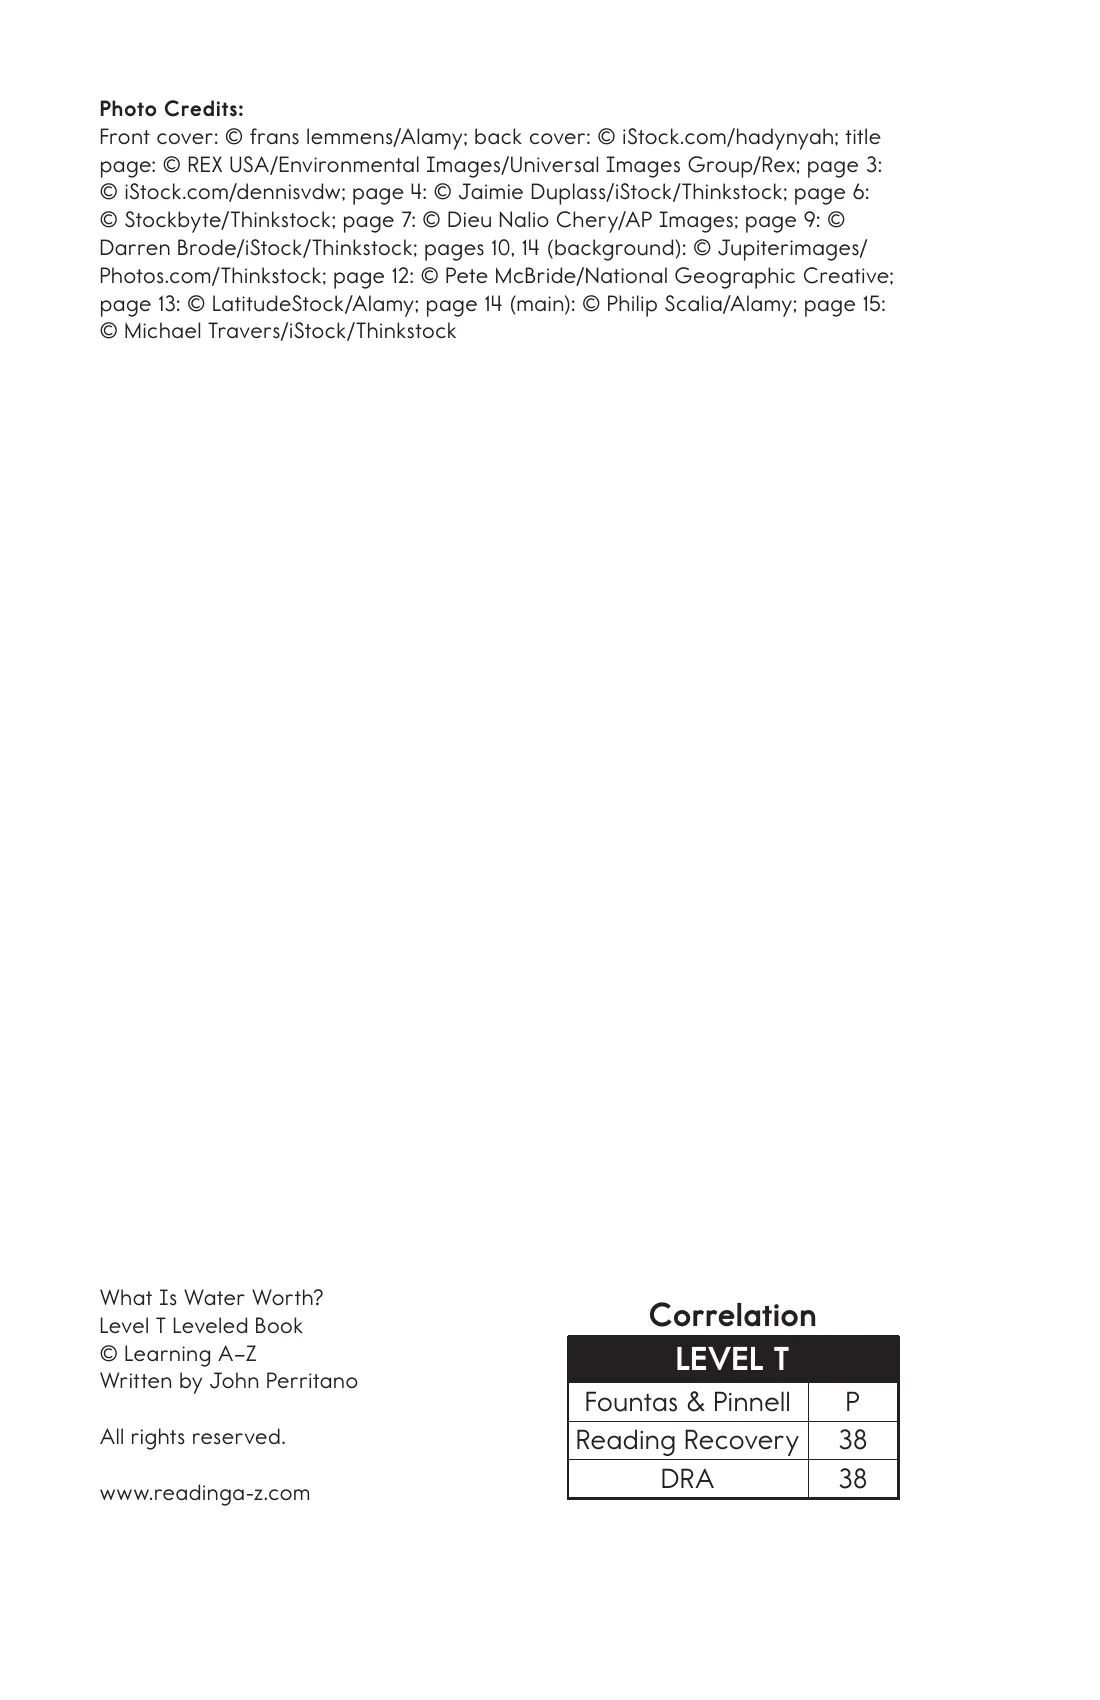 Photo Credits:
Front cover: © frans lemmens/Alamy; back cover: © iStock.com/hadynyah; title
page: © REX USA/Environmental Images/Universal Images Group/Rex; page 3:
© iStock.com/dennisvdw; page 4: © Jaimie Duplass/iStock/Thinkstock; page 6:
© Stockbyte/Thinkstock; page 7: © Dieu Nalio Chery/AP Images; page 9: ©
Darren Brode/iStock/Thinkstock; pages 10, 14 (background): © Jupiterimages/
Photos.com/Thinkstock; page 12: © Pete McBride/National Geographic Creative;
page 13: © LatitudeStock/Alamy; page 14 (main): © Philip Scalia/Alamy; page 15:
© Michael Travers/iStock/Thinkstock
What Is Water Worth?
Level T Leveled Book
© Learning A–Z
Written by John Perritano
All rights reserved.
www.readinga-z.com
Correlation
LEVEL T
Fountas & Pinnell P
Reading Recovery 38
DRA 38